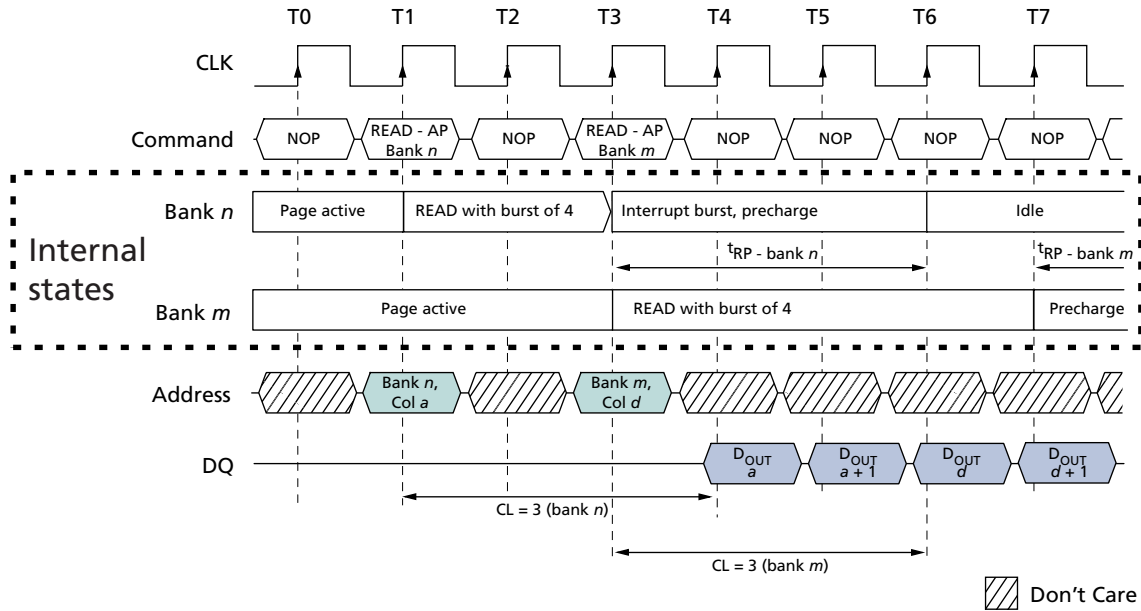 T0 T1 T2 T3 T4 T5 T6 T7
CLK
Command NOP READ - AP Bank n NOP READ - AP Bank m NOP NOP NOP NOP
Internal states
Bank n Page active READ with burst of 4 Interrupt burst, precharge Idle
tRP - bank n tRP - bank m
Bank m Page active READ with burst of 4 Precharge
Address Bank n, Col a Bank m, Col d
DQ DOUT a DOUT a + 1 DOUT d DOUT d + 1
CL = 3 (bank n)
CL = 3 (bank m)
Don't Care